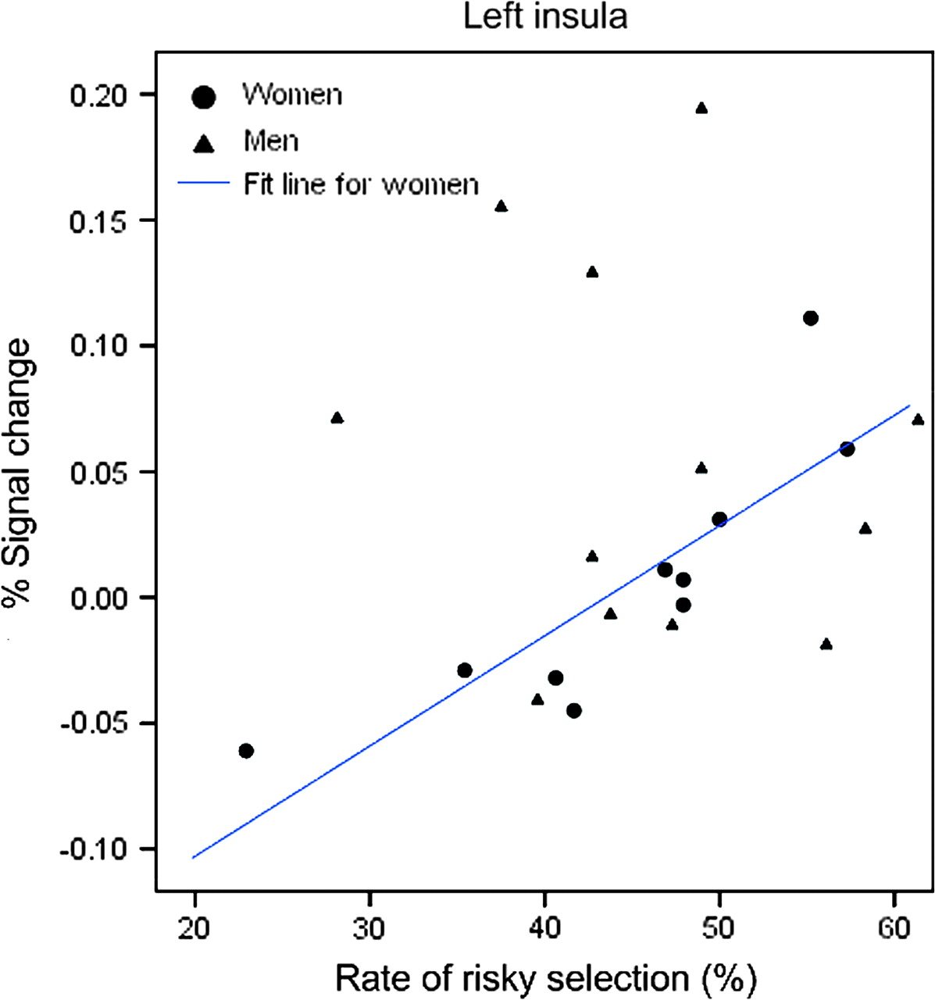 Left insula
Women
Men
Fit line for women
% Signal change
0.20
0.15
0.10
0.05
0.00
-0.05
-0.10
20 30 40 50 60
Rate of risky selection (%)